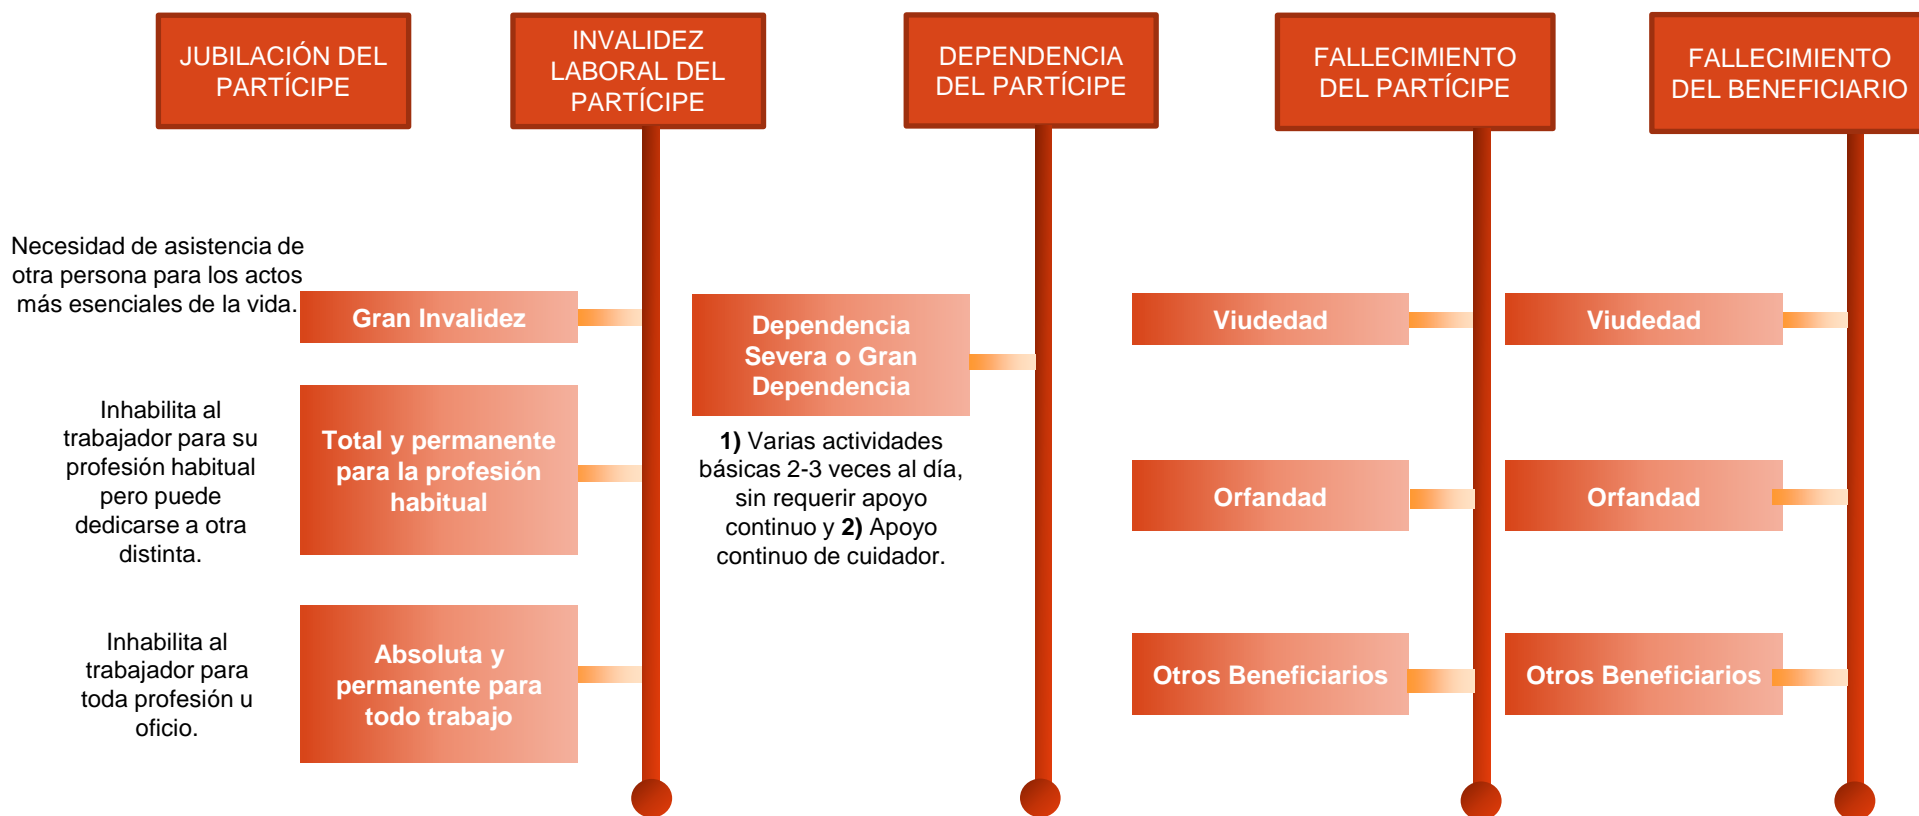 JUBILACIÓN DEL
PARTÍCIPE
INVALIDEZ
LABORAL DEL
PARTÍCIPE
DEPENDENCIA
DEL PARTÍCIPE
FALLECIMIENTO
DEL PARTÍCIPE
FALLECIMIENTO
DEL BENEFICIARIO
Necesidad de asistencia de
otra persona para los actos
más esenciales de la vida.
Gran Invalidez
Inhabilita al
trabajador para su
profesión habitual
pero puede
dedicarse a otra
distinta.
Total y permanente
para la profesión
habitual
Inhabilita al
trabajador para
toda profesión u
oficio.
Absoluta y
permanente para
todo trabajo
Dependencia
Severa o Gran
Dependencia
1) Varias actividades
básicas 2-3 veces al día,
sin requerir apoyo
continuo y 2) Apoyo
continuo de cuidador.
Viudedad
Orfandad
Otros Beneficiarios
Viudedad
Orfandad
Otros Beneficiarios